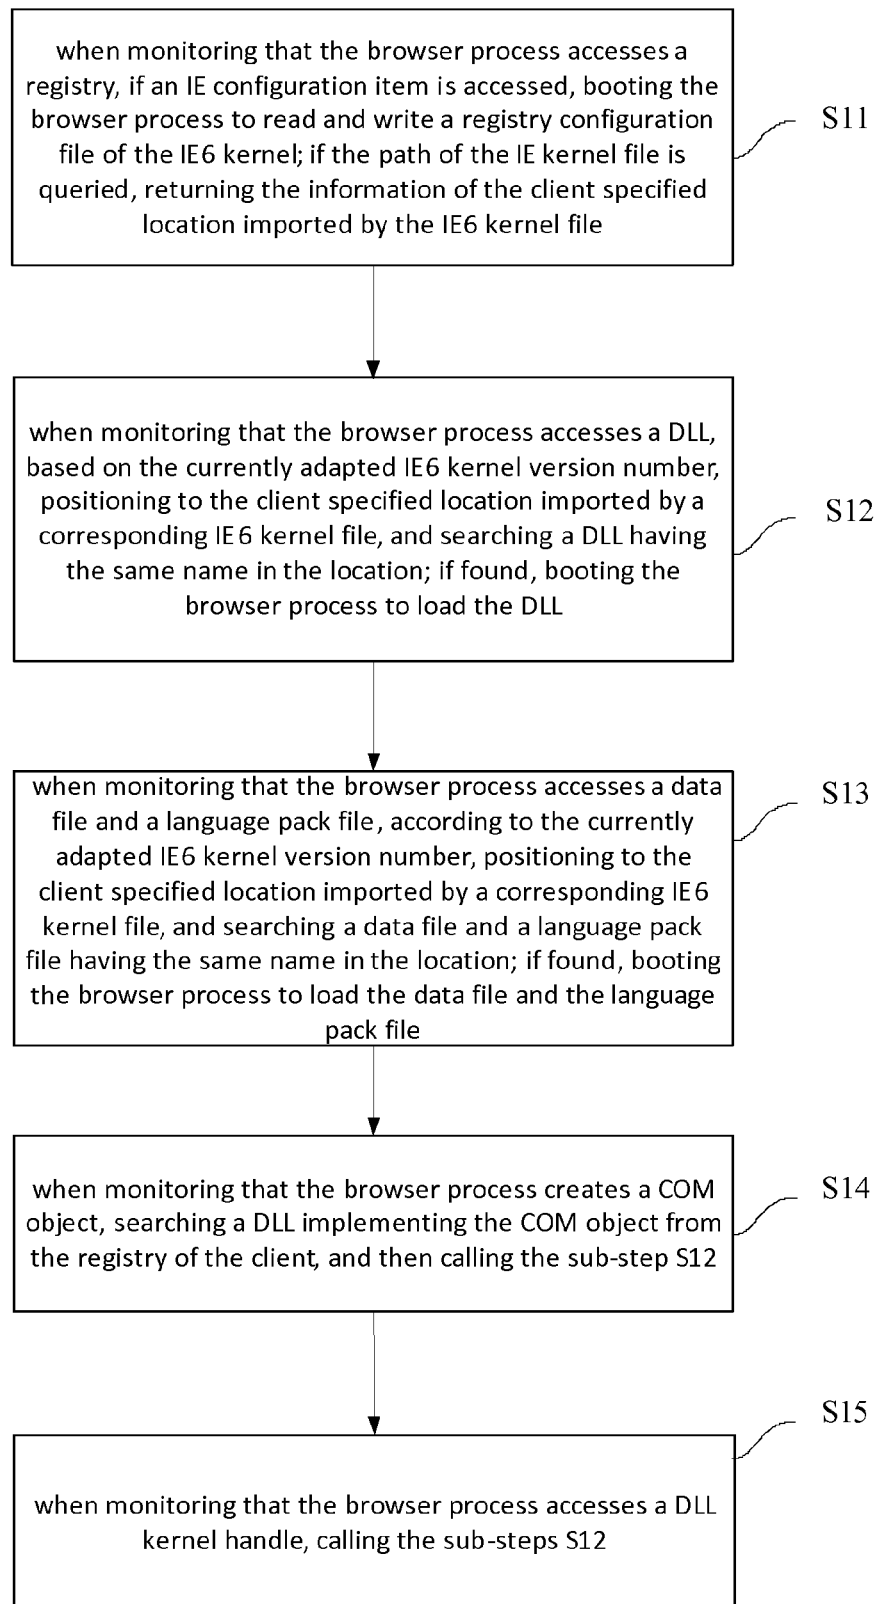 when monitoring that the browser process accesses a
registry, if an IE configuration item is accessed, booting the
browser process to read and write a registry configuration
file of the IE6 kernel; if the path of the IE kernel file is
queried, returning the information of the client specified
location imported by the IE6 kernel file
S11
when monitoring that the browser process accesses a DLL,
based on the currently adapted IE6 kernel version number,
positioning to the client specified location imported by a
corresponding IE6 kernel file, and searching a DLL having
the same name in the location; if found, booting the
browser process to load the DLL
S12
when monitoring that the browser process accesses a data
file and a language pack file, according to the currently
adapted IE6 kernel version number, positioning to the
client specified location imported by a corresponding IE6
kernel file, and searching a data file and a language pack
file having the same name in the location; if found, booting
the browser process to load the data file and the language
pack file
S13
when monitoring that the browser process creates a COM
object, searching a DLL implementing the COM object from
the registry of the client, and then calling the sub-step S12
S14
when monitoring that the browser process accesses a DLL
kernel handle, calling the sub-steps S12
S15